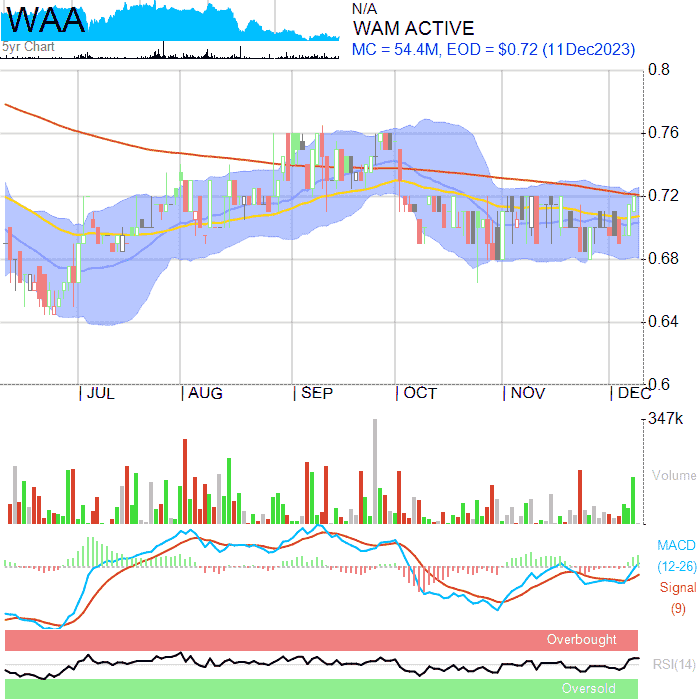 WAA
5yr Chart
N/A
WAM ACTIVE
MC = 54.4M, EOD = $0.72 (11Dec2023)
0.8
0.76
0.72
0.68
0.64
0.6
JUL AUG SEP OCT NOV DEC
347k
Volume
MACD
(12-26)
Signal
(9)
Overbought
RSI(14)
Oversold